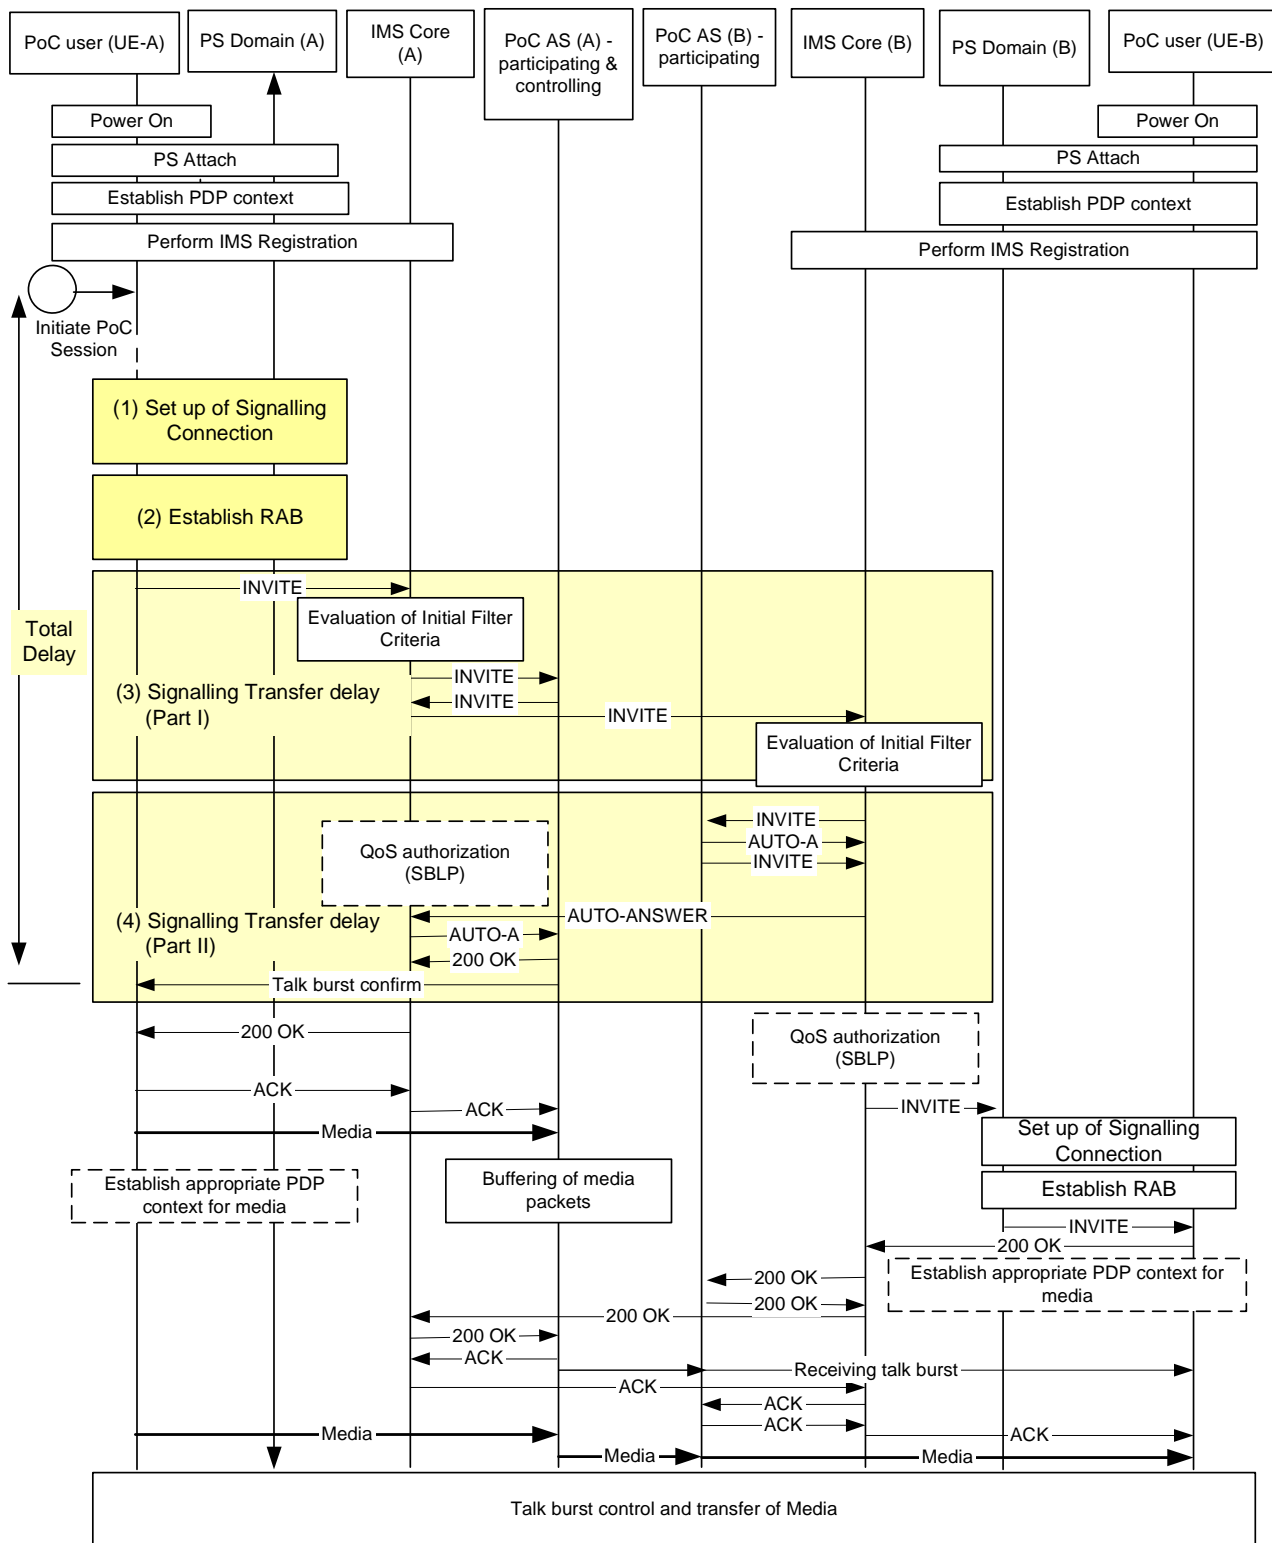 PoC user (UE-A)
PS Domain (A)
IMS Core
(A)
PoC AS (A) -
participating &
controlling
PoC AS (B) -
participating
IMS Core (B)
PS Domain (B)
PoC user (UE-B)
Power On
Power On
PS Attach
PS Attach
Establish PDP context
Establish PDP context
Perform IMS Registration
Perform IMS Registration
Initiate PoC
Session
(1) Set up of Signalling
Connection
(2) Establish RAB
Total
Delay
INVITE
Evaluation of Initial Filter
Criteria
INVITE
(3) Signalling Transfer delay
(Part I)
INVITE
INVITE
Evaluation of Initial Filter
Criteria
INVITE
AUTO-A
INVITE
QoS authorization
(SBLP)
AUTO-ANSWER
(4) Signalling Transfer delay
(Part II)
AUTO-A
200 OK
Talk burst confirm
200 OK
QoS authorization
(SBLP)
ACK
ACK
INVITE
Media
Set up of Signalling
Connection
Establish appropriate PDP
context for media
Buffering of media
packets
Establish RAB
INVITE
200 OK
Establish appropriate PDP context for
media
200 OK
200 OK
200 OK
200 OK
ACK
Receiving talk burst
ACK
ACK
ACK
Media
ACK
Media
Media
Talk burst control and transfer of Media